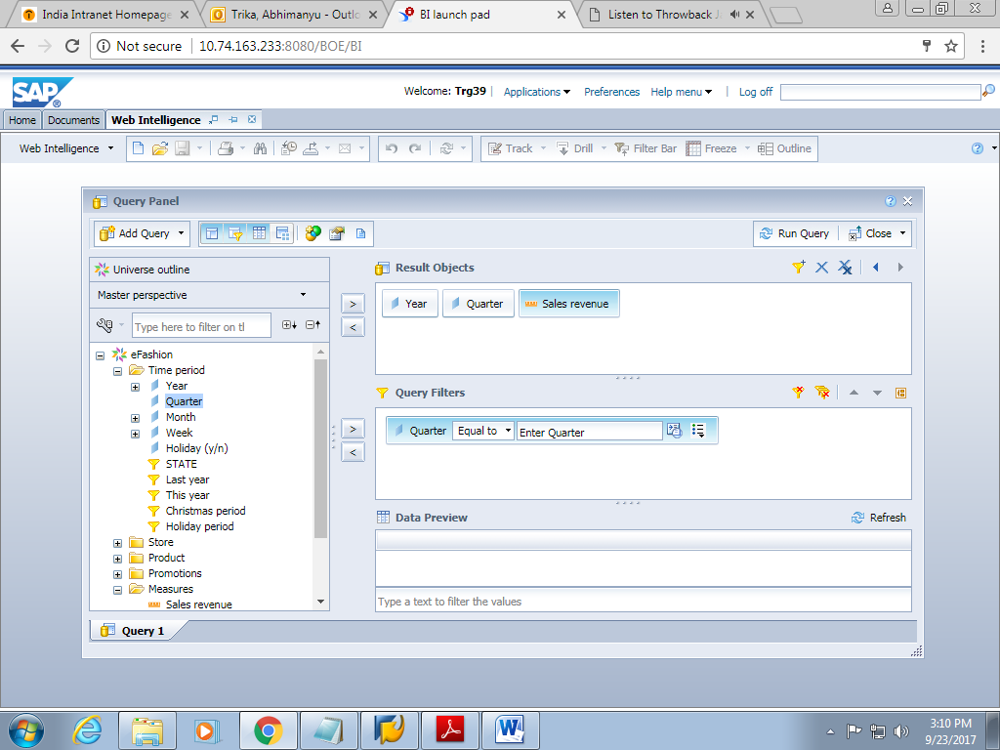 India Intranet Homepage
Trika, Abhimanyu - Outlo
BI launch pad
Listen to Throwback J
Not secure
10.74.163.233:8080/BOE/BI
SAP
Welcome: Trg39
Applications
Preferences
Help menu
Log off
Home
Documents
Web Intelligence
Web Intelligence
Track
Drill
Filter Bar
Freeze
Outline
Query Panel
Add Query
Run Query
Close
Universe outline
Master perspective
Type here to filter on tl
eFashion
Time period
Year
Quarter
Month
Week
Holiday (y/n)
STATE
Last year
This year
Christmas period
Holiday period
Store
Product
Promotions
Measures
Sales revenue
>
<
>
<
Result Objects
Year
Quarter
Sales revenue
Query Filters
Quarter
Equal to
Enter Quarter
Data Preview
Refresh
Type a text to filter the values
Query 1
3:10 PM
9/23/2017